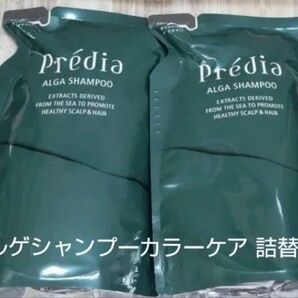 Prédia
ALGA SHAMPOO
EXTRACTS DERIVED
FROM THE SEA TO PROMOTE
HEALTHY SCALP & HAIR
Prédia
ALGA SHAMPOO
EXTRACTS DERIVED
FROM THE SEA TO PROMOTE
HEALTHY SCALP & HAIR
ルゲシャンプーカラーケア 詰替